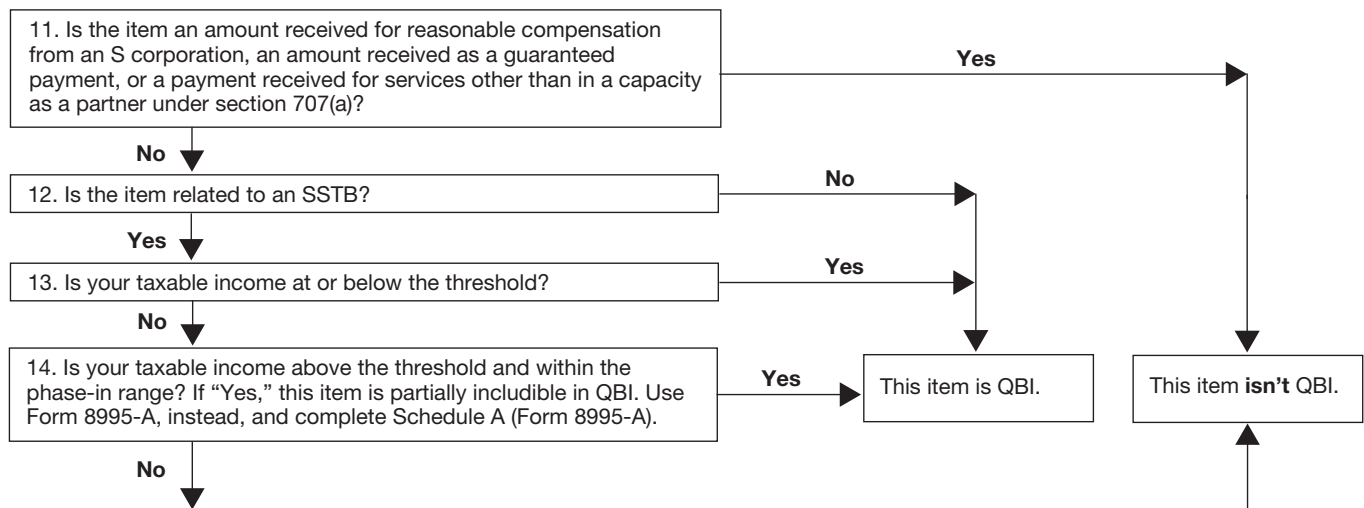 11. Is the item an amount received for reasonable compensation
from an S corporation, an amount received as a guaranteed
payment, or a payment received for services other than in a capacity
as a partner under section 707(a)?
Yes
No
12. Is the item related to an SSTB?
No
Yes
13. Is your taxable income at or below the threshold?
Yes
No
14. Is your taxable income above the threshold and within the
phase-in range? If “Yes,” this item is partially includible in QBI. Use
Form 8995-A, instead, and complete Schedule A (Form 8995-A).
Yes
This item is QBI.
This item isn’t QBI.
No